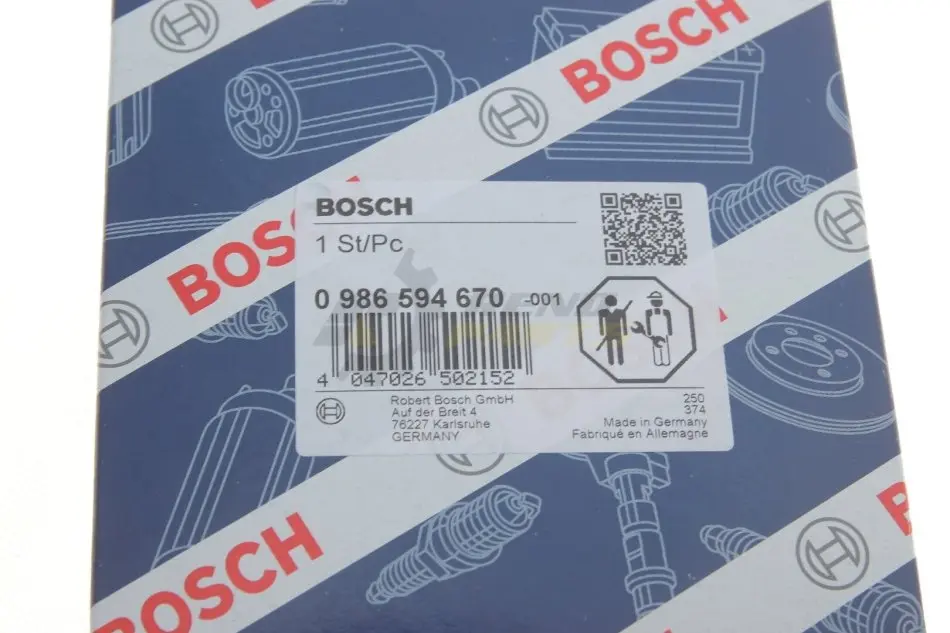 BOSCH
BOSCH
BOSCH
1 St/Pc
0 986 594 670 -001
4 047026 502152
Robert Bosch GmbH
Auf der Breit 4
76227 Karlsruhe
GERMANY
250
374
Made in Germany
Fabriqué en Allemagne
BOSCH
BOSCH